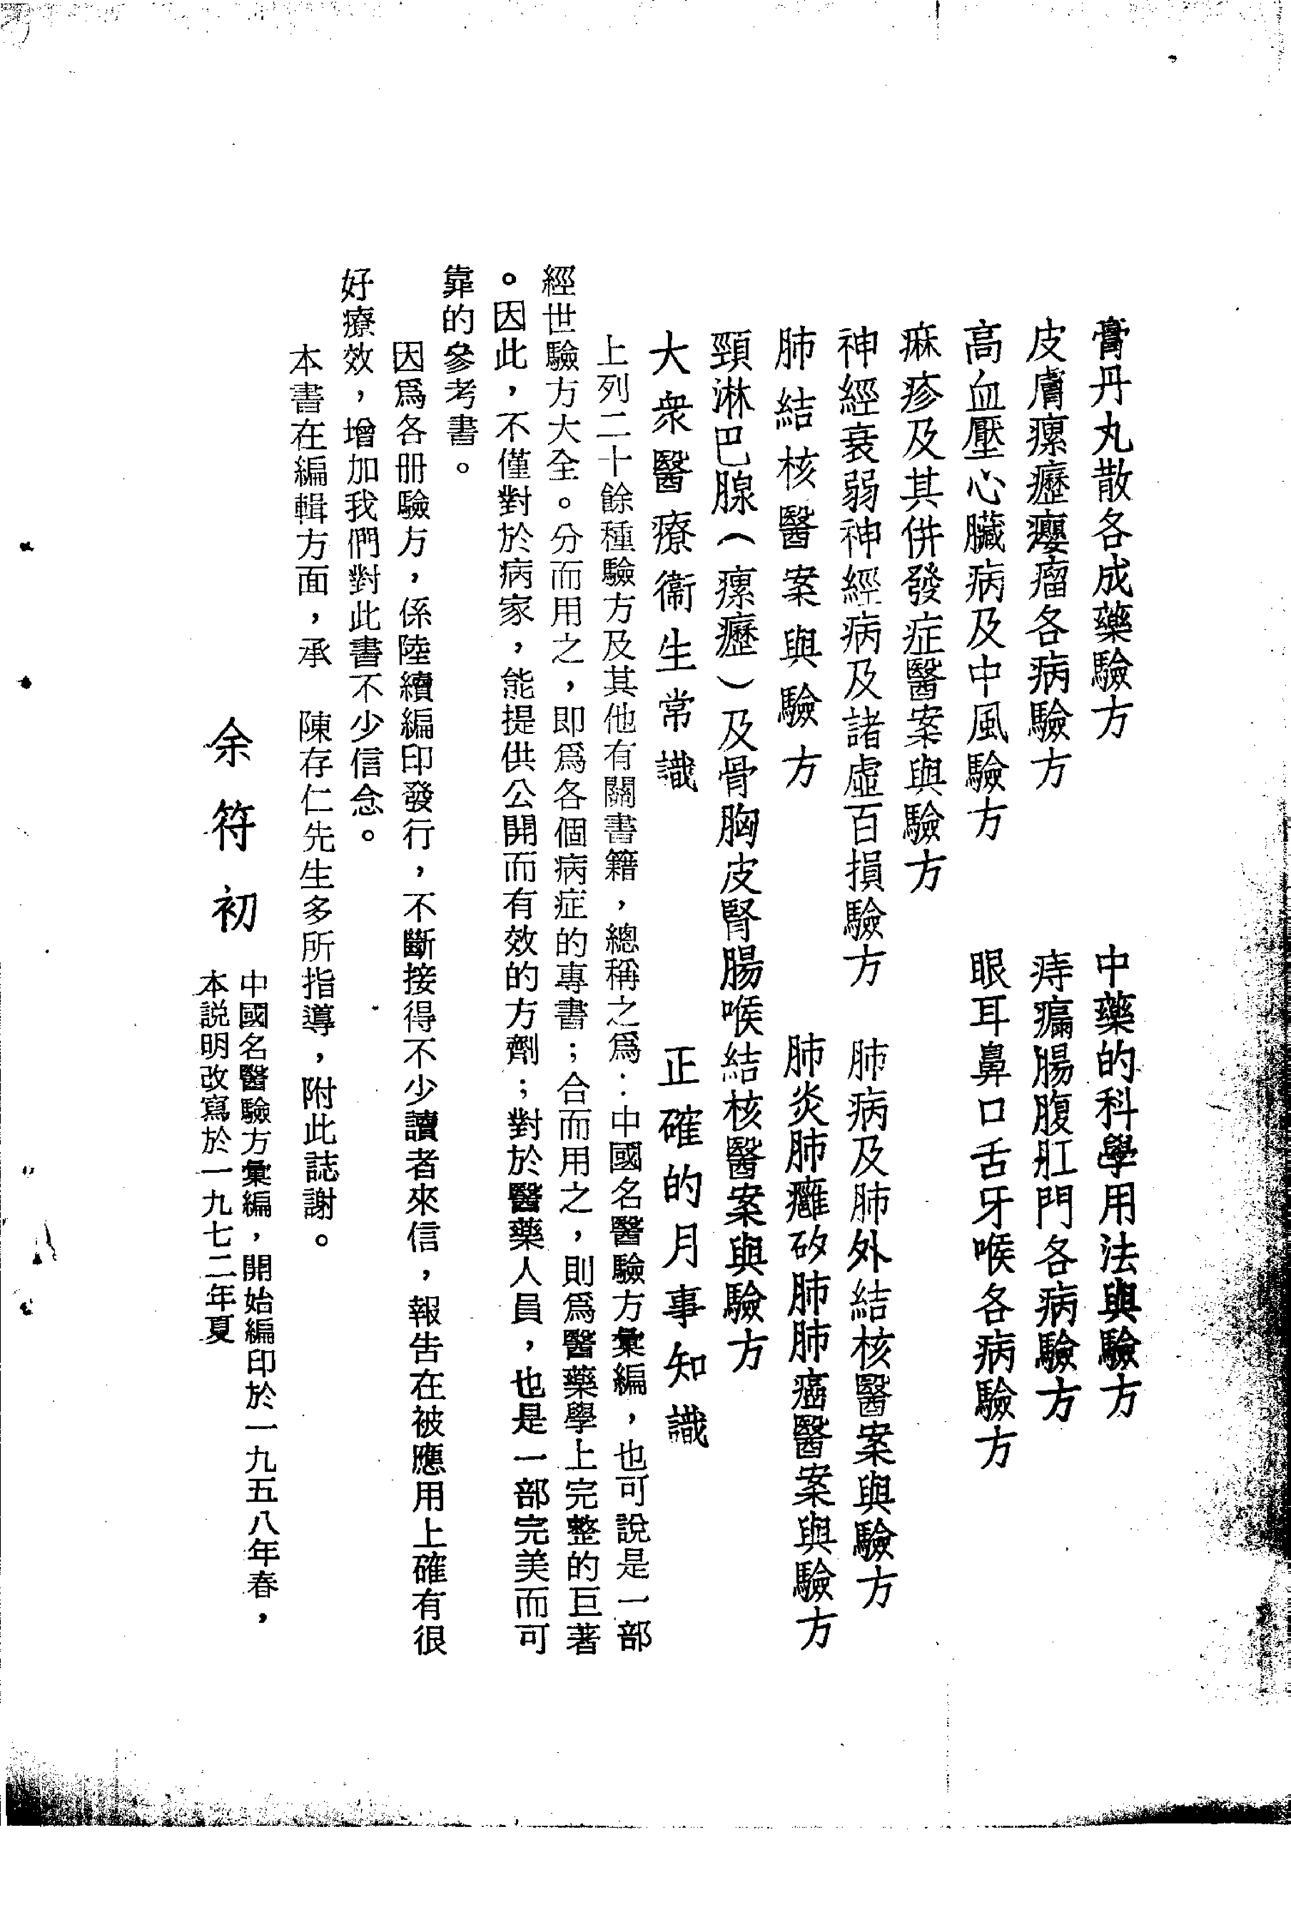 膏丹丸散各成藥驗方　中藥的科學用法與驗方
皮膚瘰癧癭瘤各病驗方　痔瘺腸腹肛門各病驗方
高血壓心臟病及中風驗方　眼耳鼻口舌牙喉各病驗方
麻疹及其併發症醫案與驗方
神經衰弱神經病及諸虛百損驗方　肺病及肺外結核醫案與驗方
肺結核醫案與驗方　肺炎肺癰矽肺肺癌醫案與驗方
頸淋巴腺（瘰癧）及骨胸皮腎腸喉結核醫案與驗方
大衆醫療衞生常識　正確的月事知識
上列二十餘種驗方及其他有關書籍，總稱之爲：中國名醫驗方彙編，也可說是一部
經世驗方大全。分而用之，即爲各個病症的專書；合而用之，則爲醫藥學上完整的巨著
。因此，不僅對於病家，能提供公開而有效的方劑；對於醫藥人員，也是一部完美而可
靠的參考書。
因爲各册驗方，係陸續編印發行，不斷接得不少讀者來信，報告在被應用上確有很
好療效，增加我們對此書不少信念。
本書在編輯方面，承　陳存仁先生多所指導，附此誌謝。
余符初
中國名醫驗方彙編，開始編印於一九五八年春，
本説明改寫於一九七二年夏